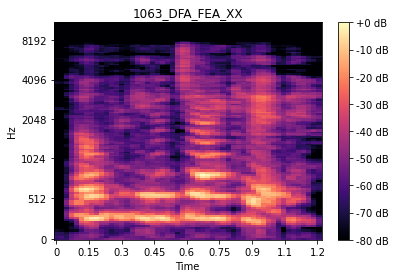 1063_DFA_FEA_XX
+0 dB
8192
-10 dB
4096
-20 dB
-30 dB
2048
Hz
-40 dB
1024
-50 dB
512
-60 dB
-70 dB
0
-80 dB
0 0.15 0.3 0.45 0.6 0.75 0.9 1.1 1.2
Time